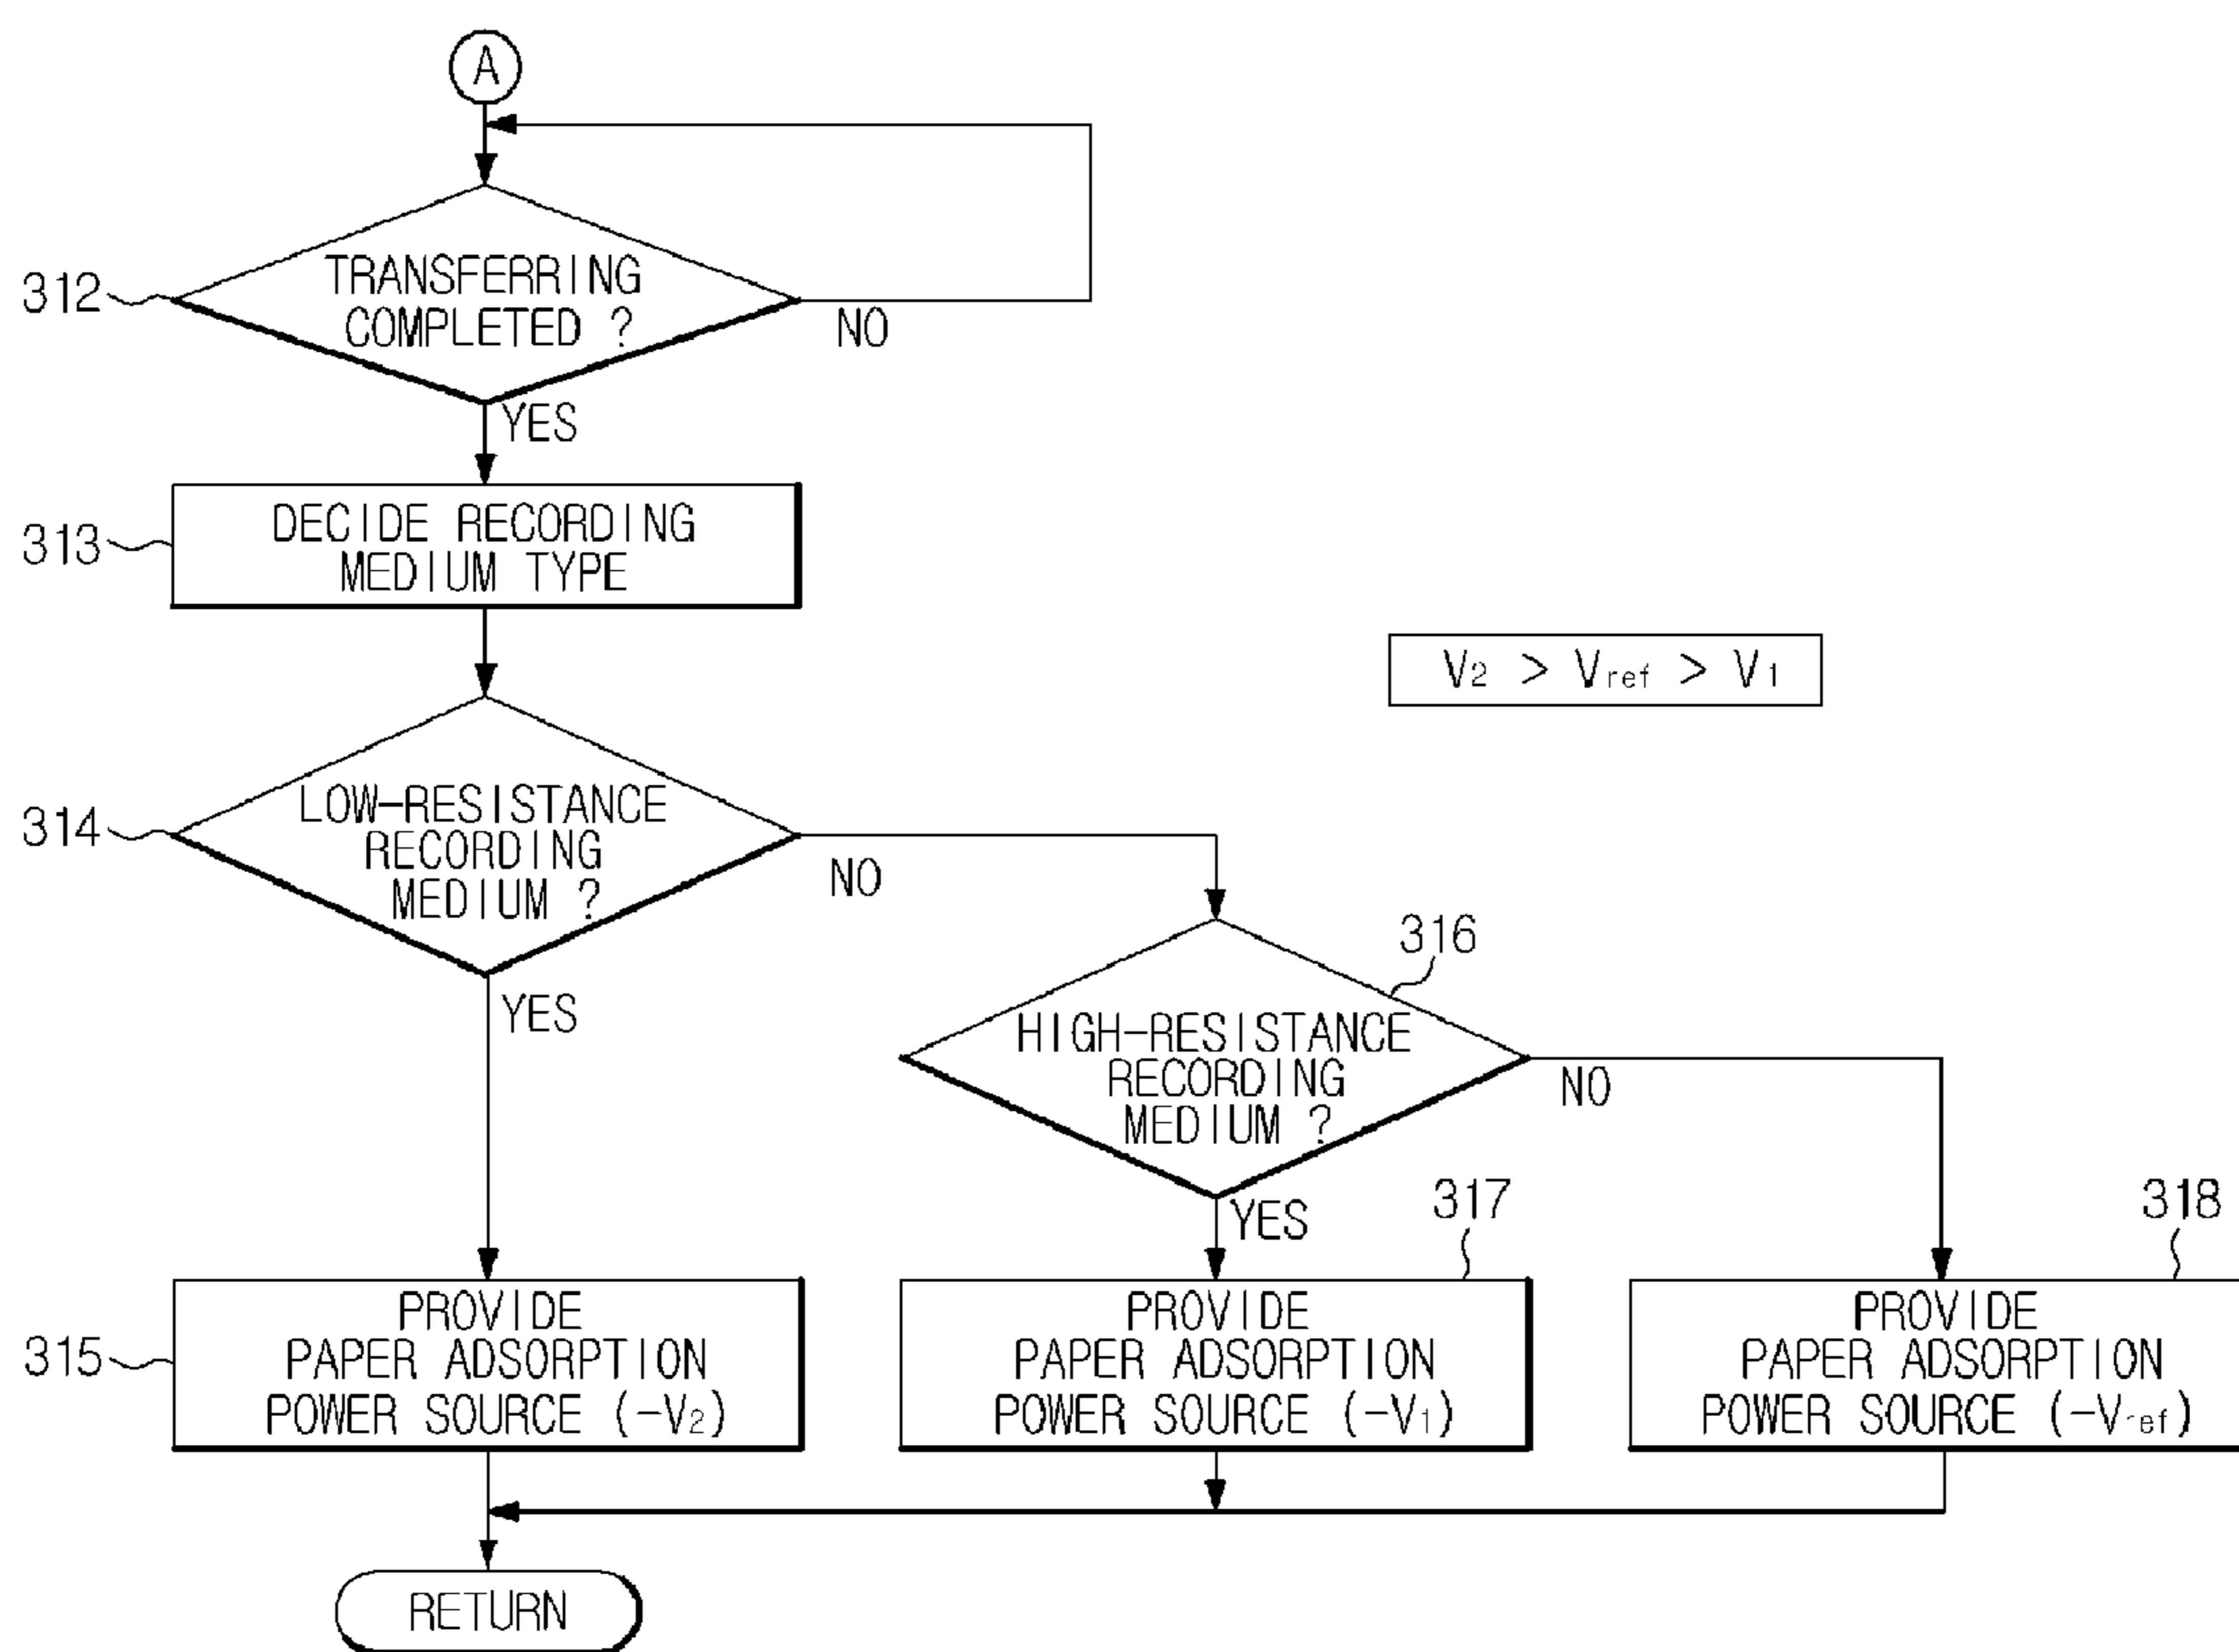 A
312
TRANSFERRING
COMPLETED ?
NO
YES
313
DECIDE RECORDING
MEDIUM TYPE
V2 > Vref > V1
314
LOW-RESISTANCE
RECORDING
MEDIUM ?
NO
YES
316
HIGH-RESISTANCE
RECORDING
MEDIUM ?
NO
YES
315
PROVIDE
PAPER ADSORPTION
POWER SOURCE (-V2)
317
PROVIDE
PAPER ADSORPTION
POWER SOURCE (-V1)
318
PROVIDE
PAPER ADSORPTION
POWER SOURCE (-Vref)
RETURN